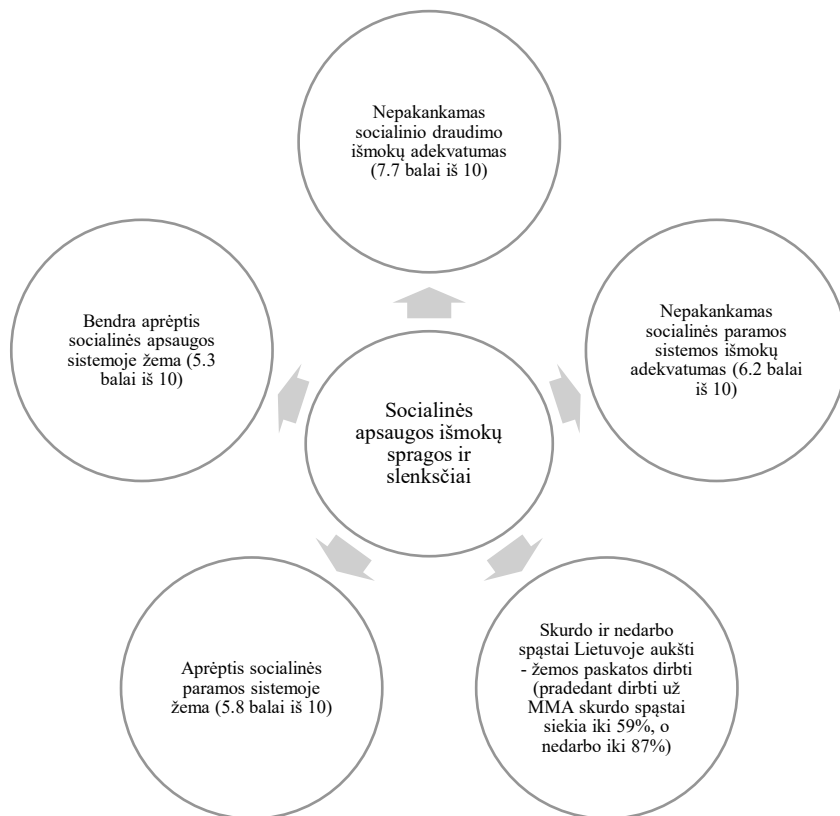 Nepakankamas
socialinio draudimo
išmokų adekvatumas
(7.7 balai iš 10)
Bendra aprėptis
socialinės apsaugos
sistemoje žema (5.3
balai iš 10)
Nepakankamas
socialinės paramos
sistemos išmokų
adekvatumas (6.2 balai
iš 10)
Socialinės
apsaugos išmokų
spragos ir
slenksčiai
Aprėptis socialinės
paramos sistemoje
žema (5.8 balai iš 10)
Skurdo ir nedarbo
spąstai Lietuvoje aukšti
- žemos paskatos dirbti
(pradedant dirbti už
MMA skurdo spąstai
siekia iki 59%, o
nedarbo iki 87%)